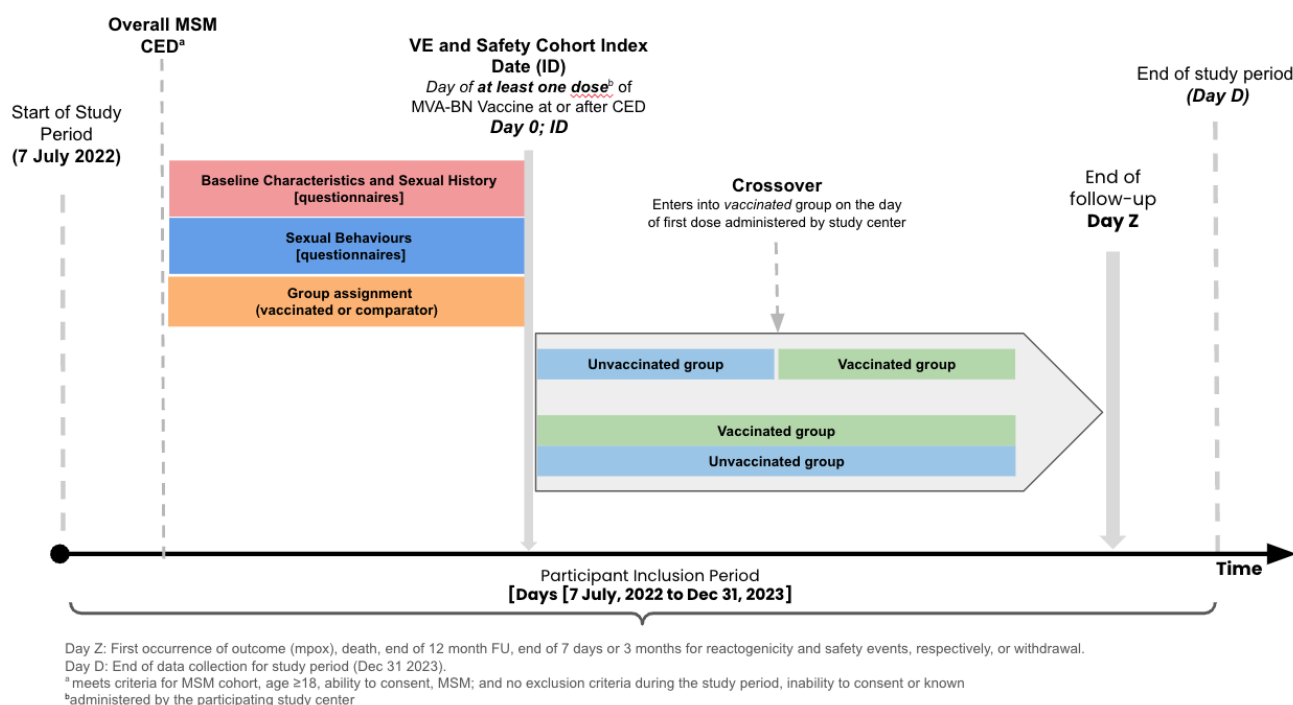 Overall MSM
CEDᵃ
VE and Safety Cohort Index
Date (ID)
Day of at least one doseᵇ of
MVA-BN Vaccine at or after CED
Day 0; ID
End of study period
(Day D)
Start of Study
Period
(7 July 2022)
Baseline Characteristics and Sexual History
[questionnaires]
Sexual Behaviours
[questionnaires]
Group assignment
(vaccinated or comparator)
Crossover
Enters into vaccinated group on the day
of first dose administered by study center
End of
follow-up
Day Z
Unvaccinated group
Vaccinated group
Vaccinated group
Unvaccinated group
Time
Participant Inclusion Period
[Days [7 July, 2022 to Dec 31, 2023]
Day Z: First occurrence of outcome (mpox), death, end of 12 month FU, end of 7 days or 3 months for reactogenicity and safety events, respectively, or withdrawal.
Day D: End of data collection for study period (Dec 31 2023).
ᵃ meets criteria for MSM cohort, age ≥18, ability to consent, MSM; and no exclusion criteria during the study period, inability to consent or known
ᵇadministered by the participating study center